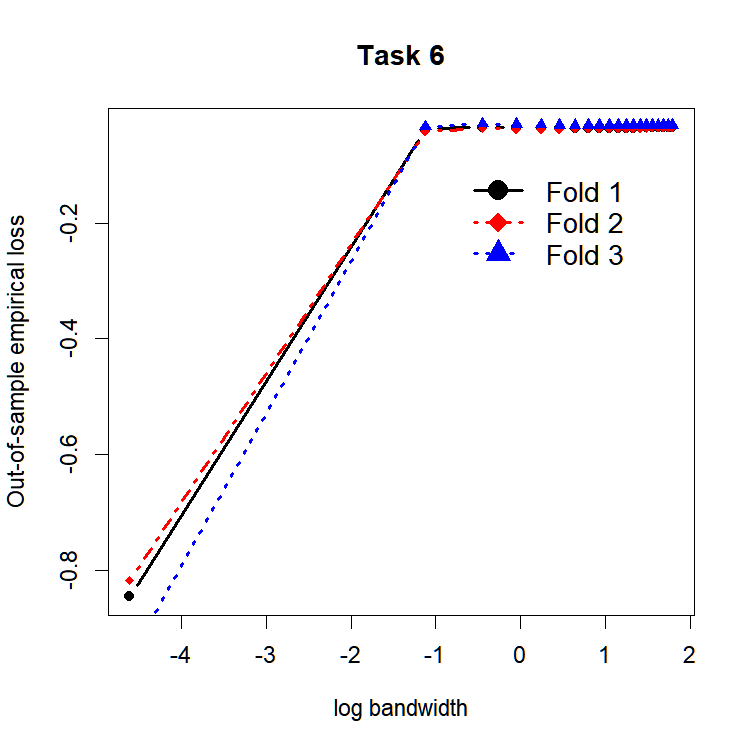 Task 6
Out-of-sample empirical loss
-0.2
-0.4
-0.6
-0.8
Fold 1
Fold 2
Fold 3
-4 -3 -2 -1 0 1 2
log bandwidth